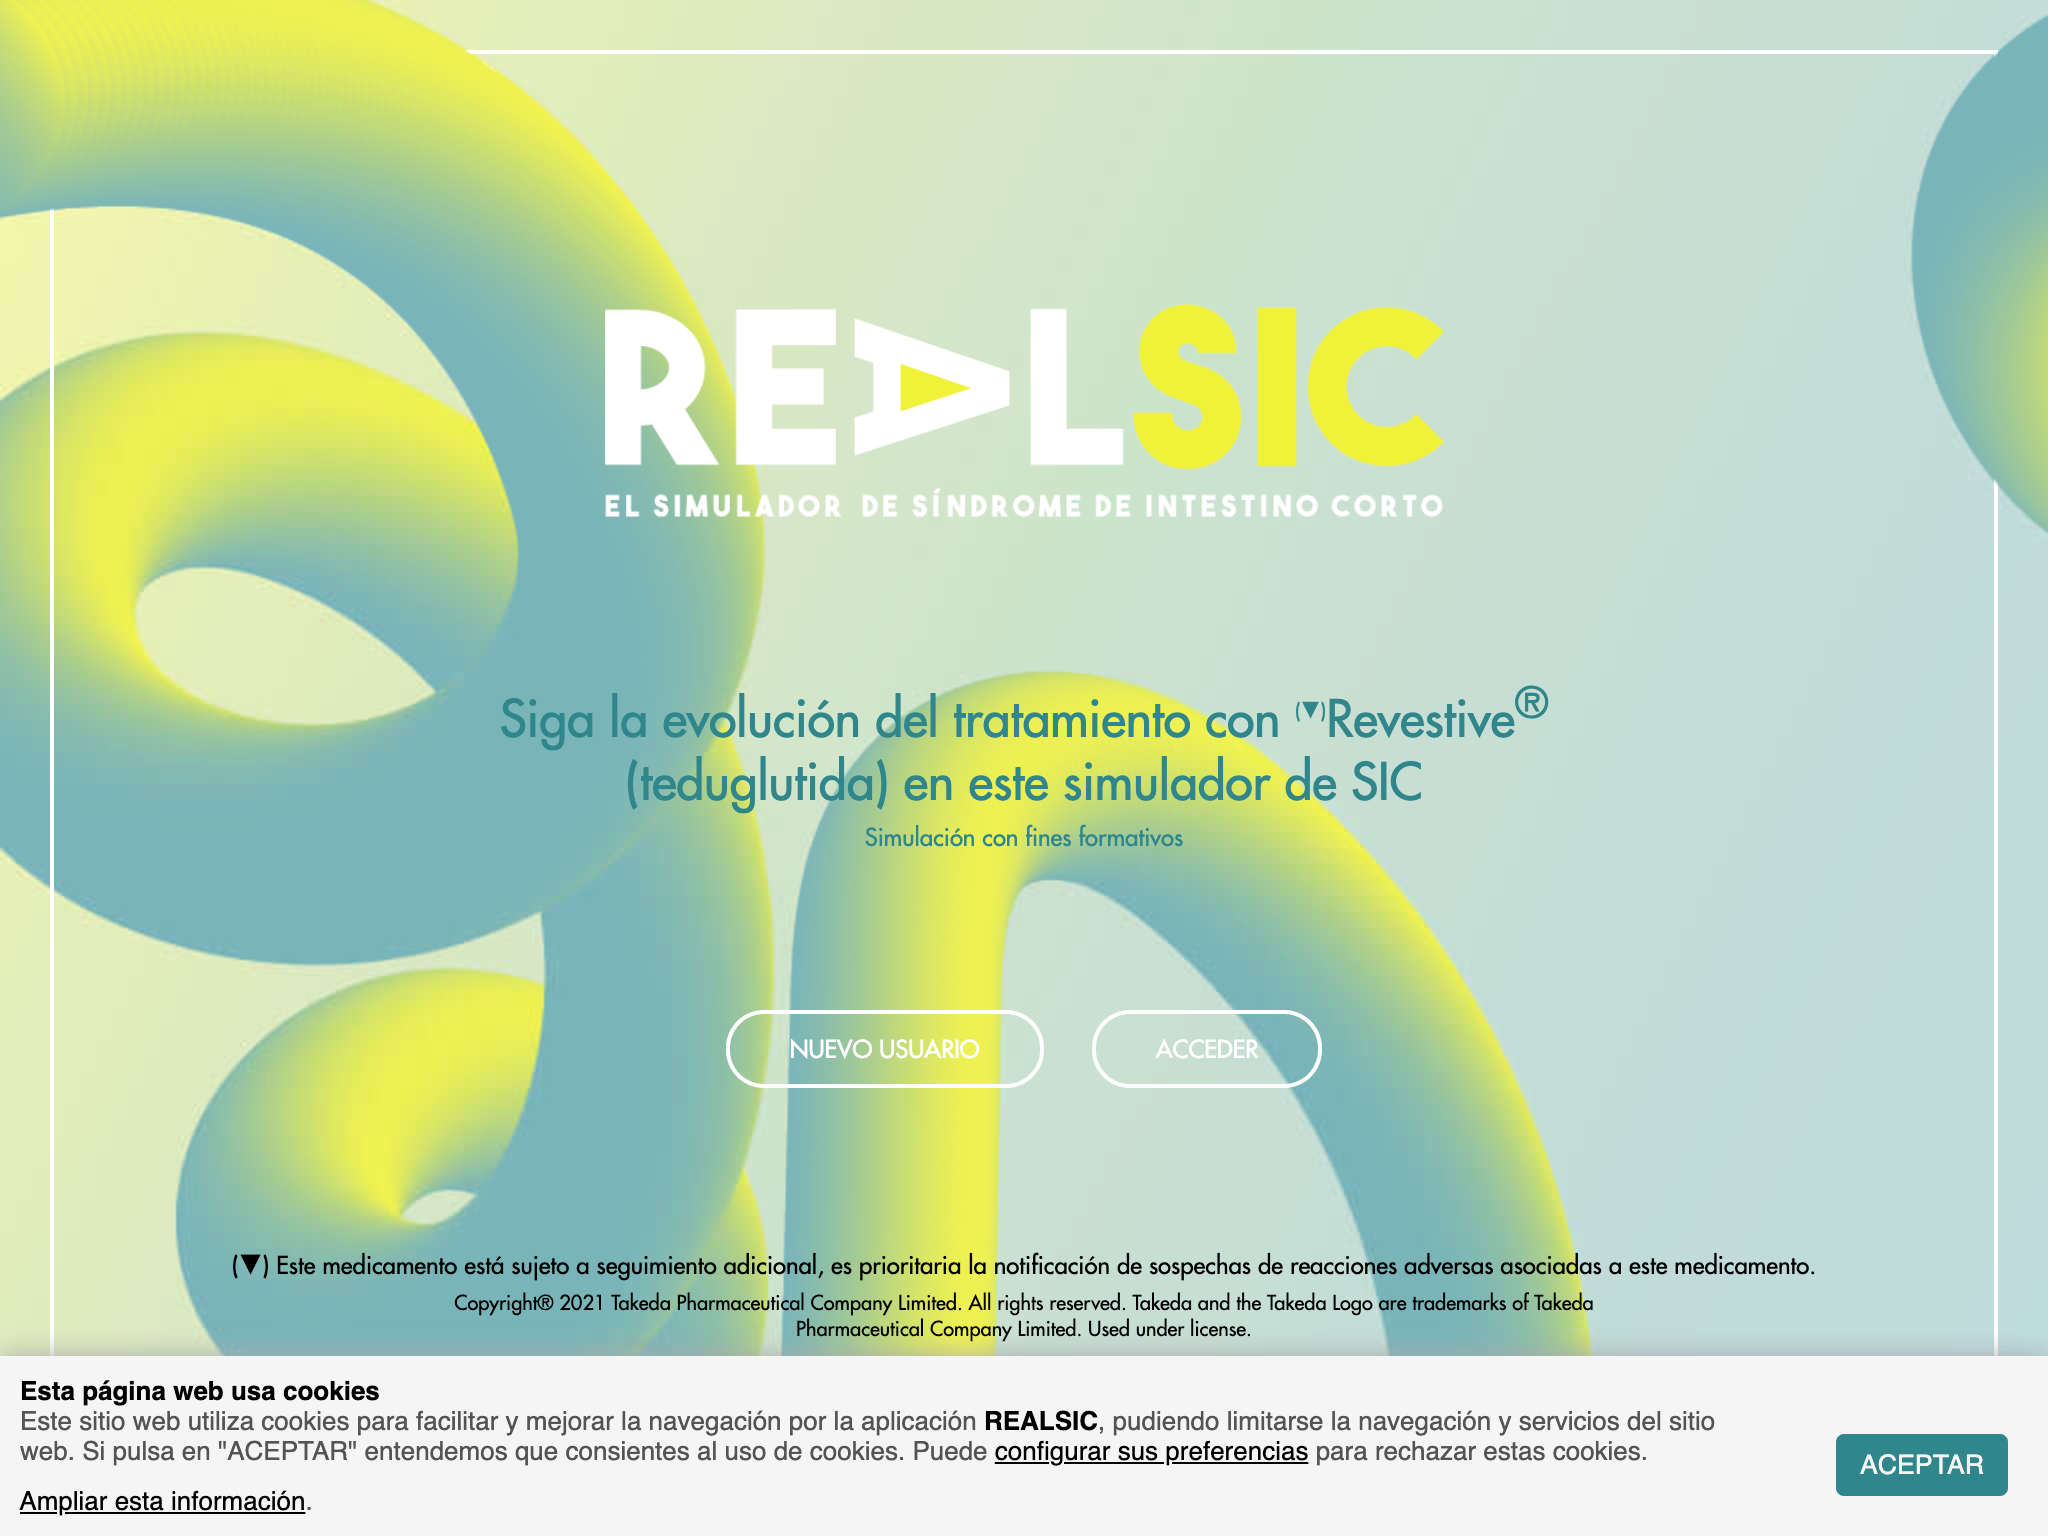 REALSIC
EL SIMULADOR DE SÍNDROME DE INTESTINO CORTO
Siga la evolución del tratamiento con (▼)Revestive®
(teduglutida) en este simulador de SIC
Simulación con fines formativos
NUEVO USUARIO
ACCEDER
(▼) Este medicamento está sujeto a seguimiento adicional, es prioritaria la notificación de sospechas de reacciones adversas asociadas a este medicamento.
Copyright® 2021 Takeda Pharmaceutical Company Limited. All rights reserved. Takeda and the Takeda Logo are trademarks of Takeda
Pharmaceutical Company Limited. Used under license.
Esta página web usa cookies
Este sitio web utiliza cookies para facilitar y mejorar la navegación por la aplicación REALSIC, pudiendo limitarse la navegación y servicios del sitio
web. Si pulsa en "ACEPTAR" entendemos que consientes al uso de cookies. Puede configurar sus preferencias para rechazar estas cookies.
ACEPTAR
Ampliar esta información.